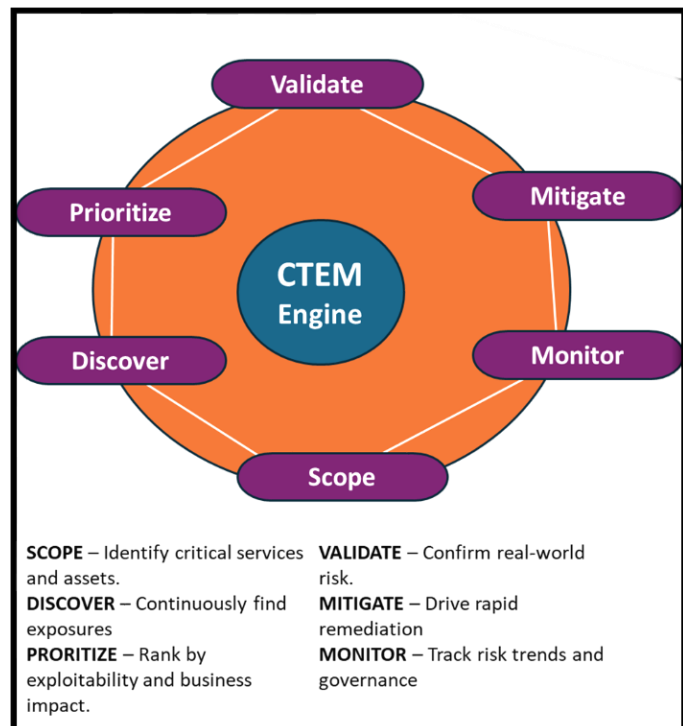 Validate
Prioritize
Mitigate
CTEM
Engine
Discover
Monitor
Scope
SCOPE – Identify critical services
and assets.
DISCOVER – Continuously find
exposures
PRORITIZE – Rank by
exploitability and business
impact.
VALIDATE – Confirm real-world
risk.
MITIGATE – Drive rapid
remediation
MONITOR – Track risk trends and
governance